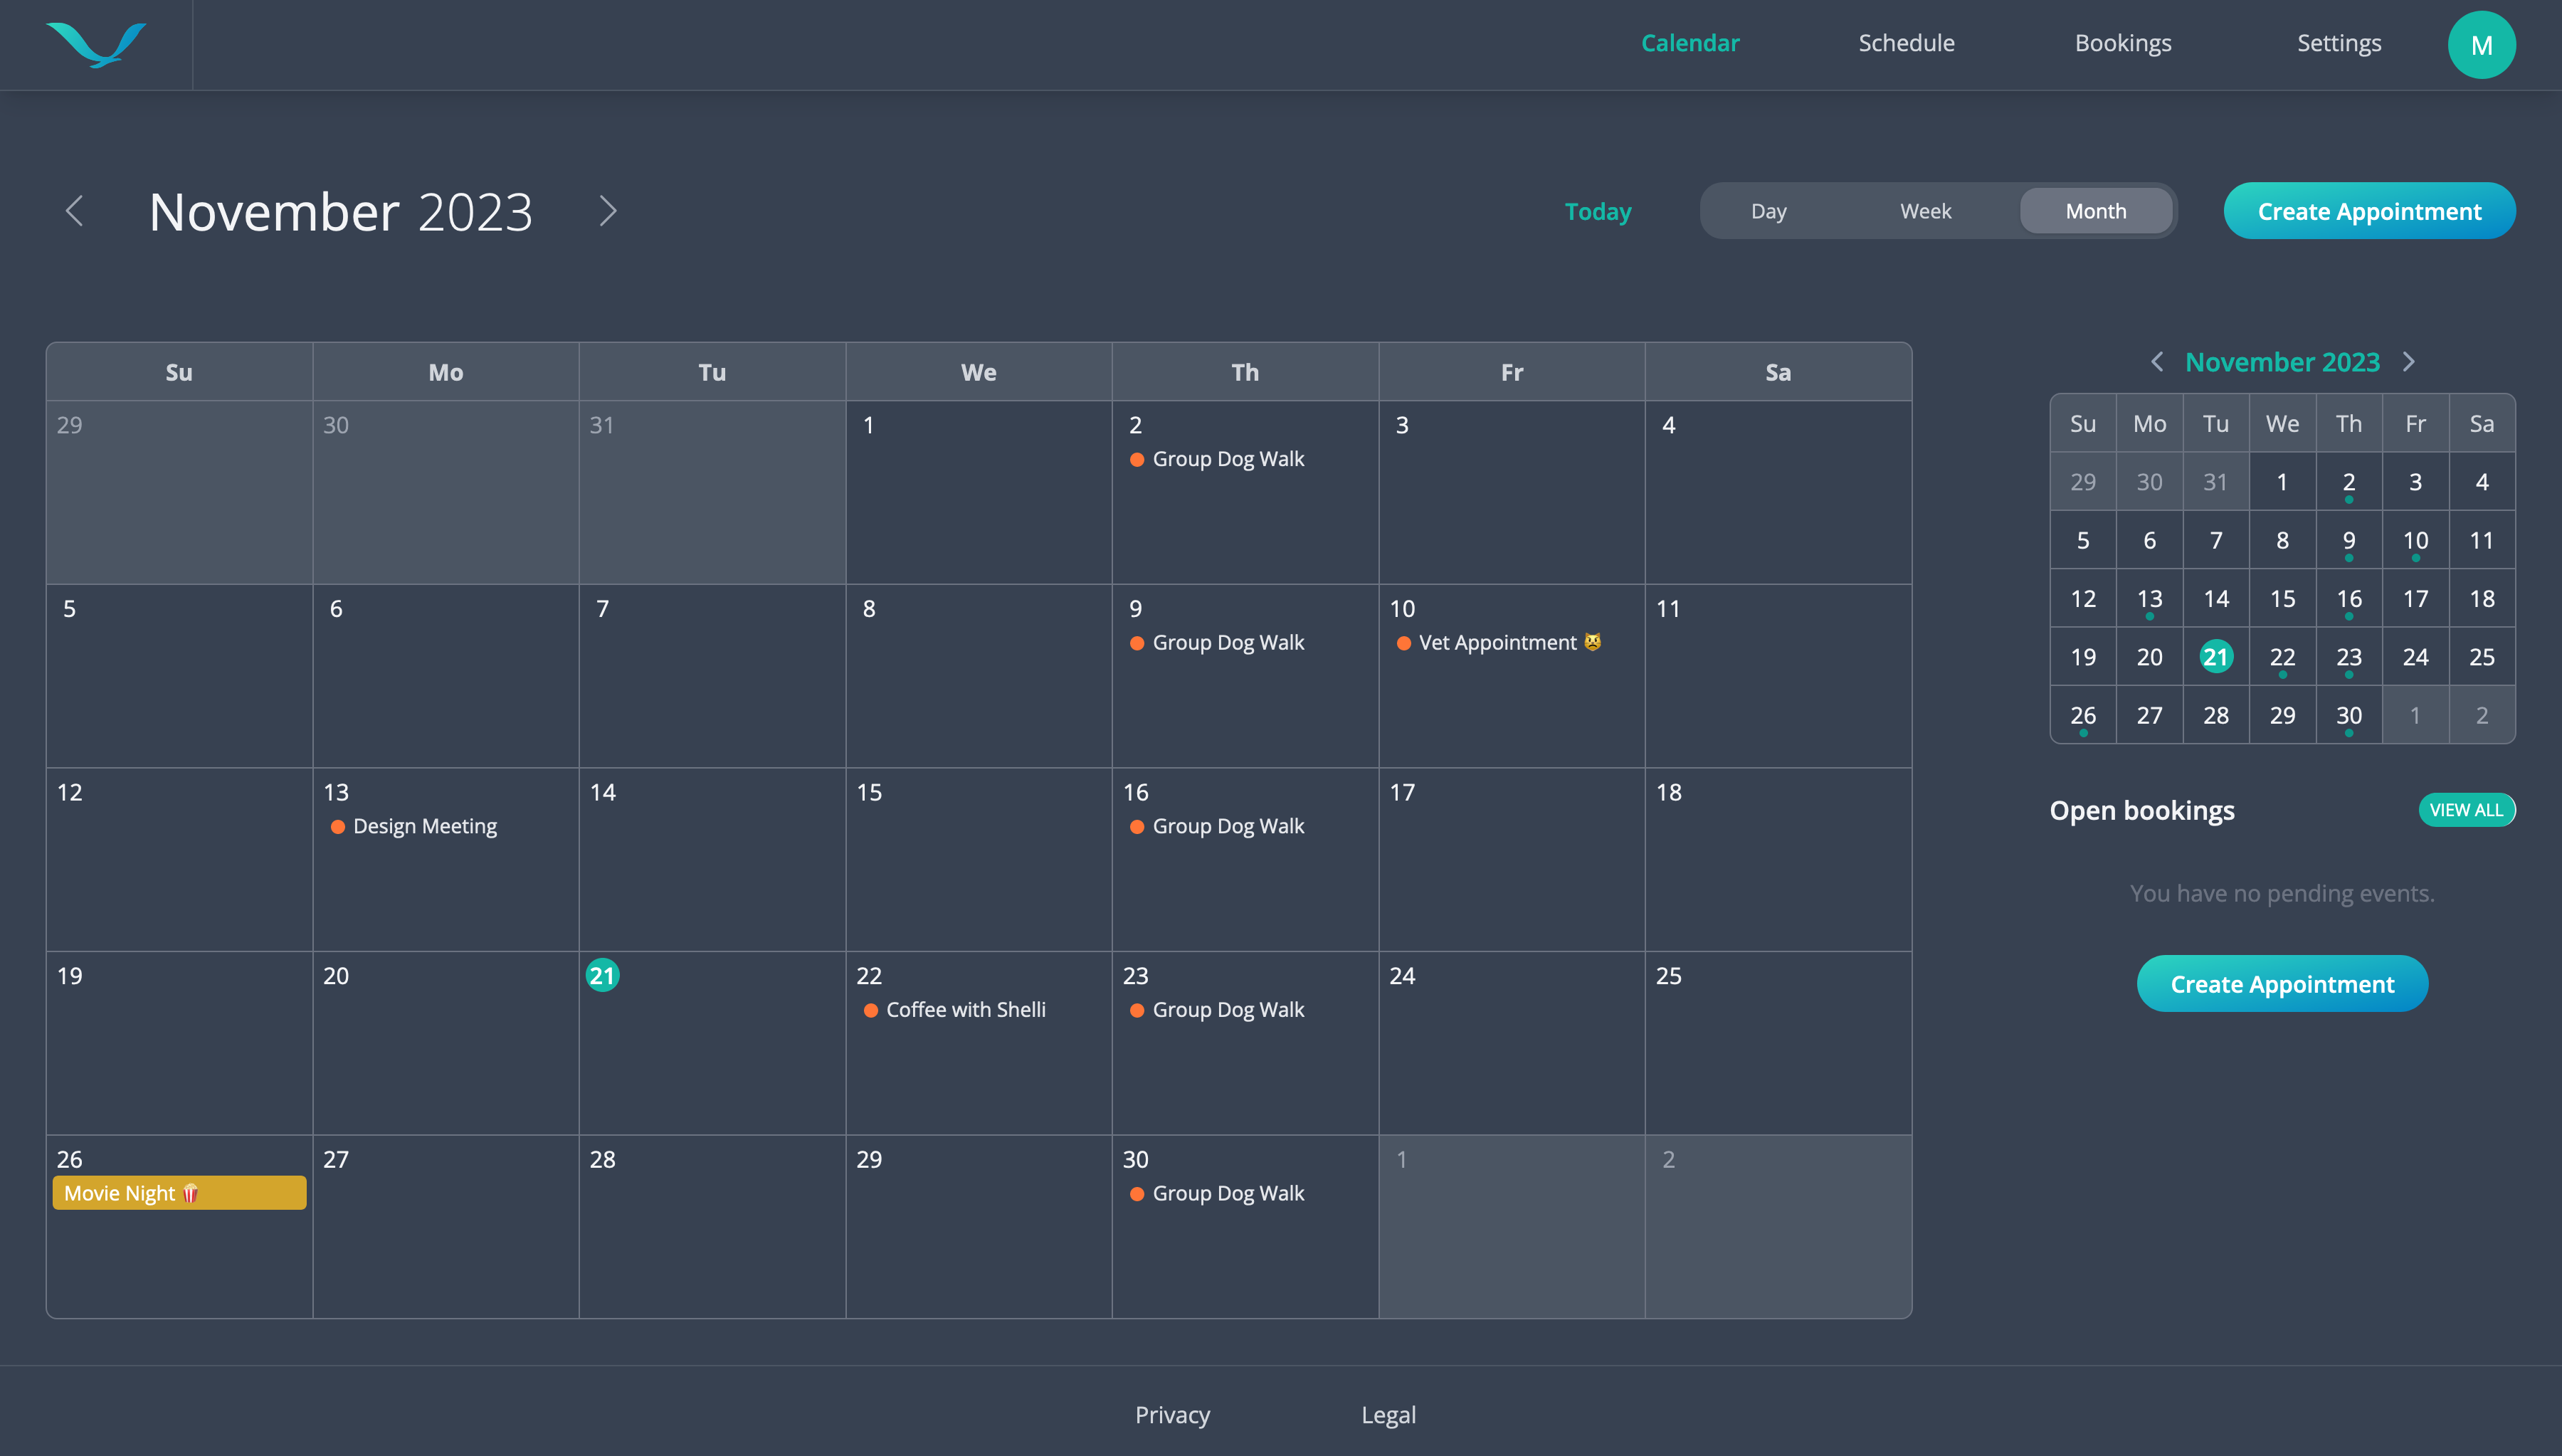 Calendar Schedule Bookings Settings M
November 2023 Today Day Week Month Create Appointment
Su Mo Tu We Th Fr Sa
29 30 31 1 2 3 4
Group Dog Walk
5 6 7 8 9 10 11
Group Dog Walk Vet Appointment 😿
12 13 14 15 16 17 18
Design Meeting Group Dog Walk
19 20 21 22 23 24 25
Coffee with Shelli Group Dog Walk
26 27 28 29 30 1 2
Movie Night 🍿 Group Dog Walk
November 2023
Su Mo Tu We Th Fr Sa
29 30 31 1 2 3 4
5 6 7 8 9 10 11
12 13 14 15 16 17 18
19 20 21 22 23 24 25
26 27 28 29 30 1 2
Open bookings VIEW ALL
You have no pending events.
Create Appointment
Privacy Legal